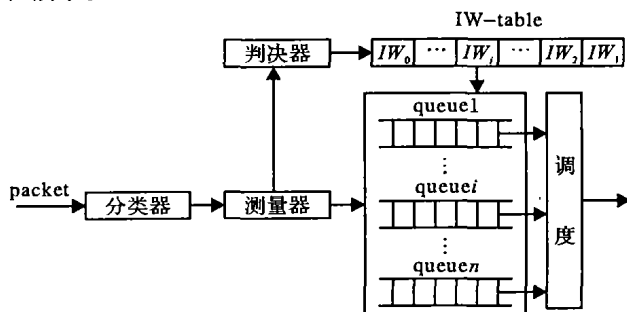 IW-table
判决器
IW₀ ⋯ IWᵢ ⋯ IW₂ IW₁
queue1
⋮
packet
分类器
测量器
queuei
⋮
queuen
调
度